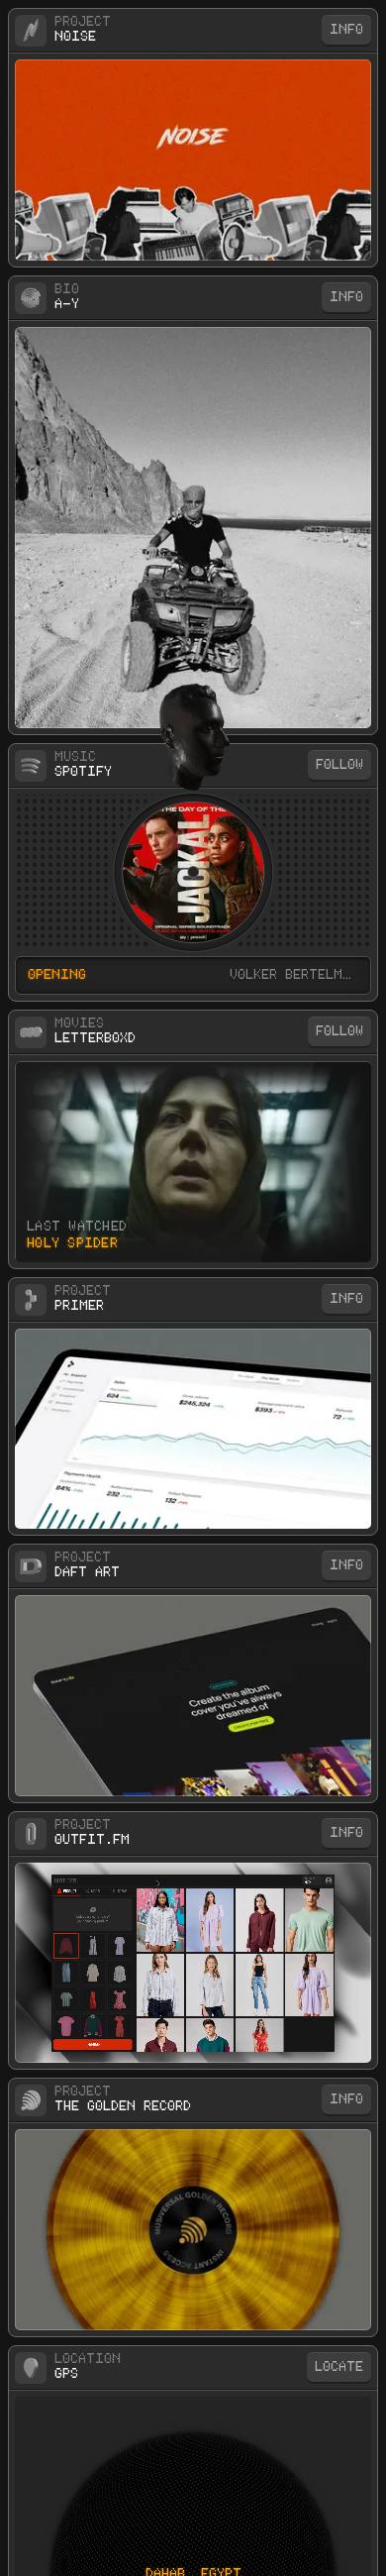 PROJECT
NOISE
INFO
NOISE
BIO
A-Y
INFO
MUSIC
SPOTIFY
FOLLOW
THE DAY OF THE
JACKAL
ORIGINAL SERIES SOUNDTRACK
OPENING
VOLKER BERTELM...
MOVIES
LETTERBOXD
FOLLOW
LAST WATCHED
HOLY SPIDER
PROJECT
PRIMER
INFO
Sales
624
$245,324
$393
72
Payments Health
84%
232
132
PROJECT
DAFT ART
INFO
Create the album
cover you've always
dreamed of
PROJECT
OUTFIT.FM
INFO
PROJECT
THE GOLDEN RECORD
INFO
MUSIVERSAL GOLDEN RECORD
INSTANT ACCESS
LOCATION
GPS
LOCATE
DAHAB, EGYPT